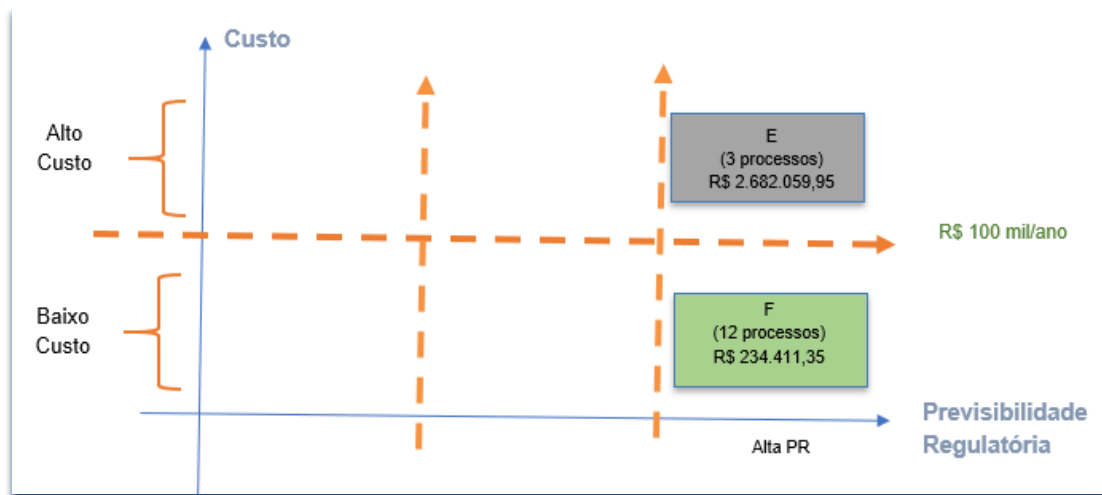 Custo
Alto
Custo
E
(3 processos)
R$ 2.682.059,95
R$ 100 mil/ano
Baixo
Custo
F
(12 processos)
R$ 234.411,35
Alta PR
Previsibilidade
Regulatória